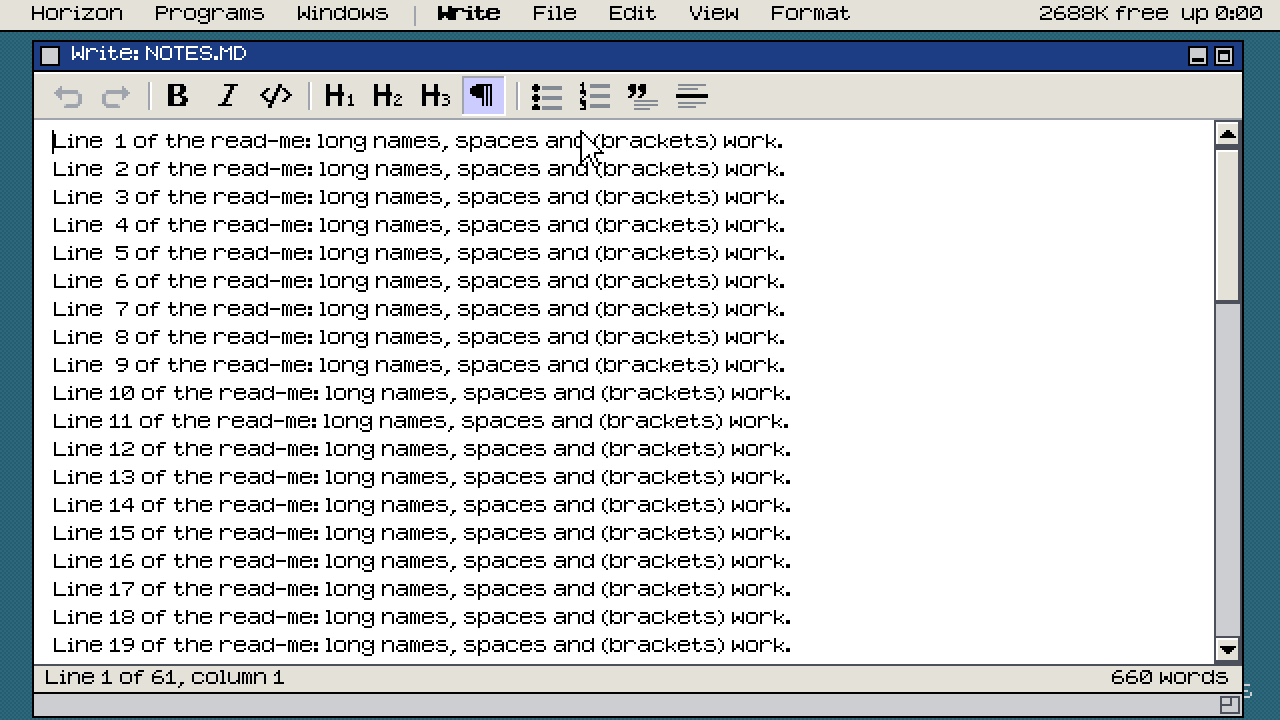 Horizon Programs Windows | Write File Edit View Format 2688K free up 0:00
Write: NOTES.MD
B I </> H1 H2 H3 ¶
Line 1 of the read-me: long names, spaces and (brackets) work.
Line 2 of the read-me: long names, spaces and (brackets) work.
Line 3 of the read-me: long names, spaces and (brackets) work.
Line 4 of the read-me: long names, spaces and (brackets) work.
Line 5 of the read-me: long names, spaces and (brackets) work.
Line 6 of the read-me: long names, spaces and (brackets) work.
Line 7 of the read-me: long names, spaces and (brackets) work.
Line 8 of the read-me: long names, spaces and (brackets) work.
Line 9 of the read-me: long names, spaces and (brackets) work.
Line 10 of the read-me: long names, spaces and (brackets) work.
Line 11 of the read-me: long names, spaces and (brackets) work.
Line 12 of the read-me: long names, spaces and (brackets) work.
Line 13 of the read-me: long names, spaces and (brackets) work.
Line 14 of the read-me: long names, spaces and (brackets) work.
Line 15 of the read-me: long names, spaces and (brackets) work.
Line 16 of the read-me: long names, spaces and (brackets) work.
Line 17 of the read-me: long names, spaces and (brackets) work.
Line 18 of the read-me: long names, spaces and (brackets) work.
Line 19 of the read-me: long names, spaces and (brackets) work.
Line 1 of 61, column 1 660 words